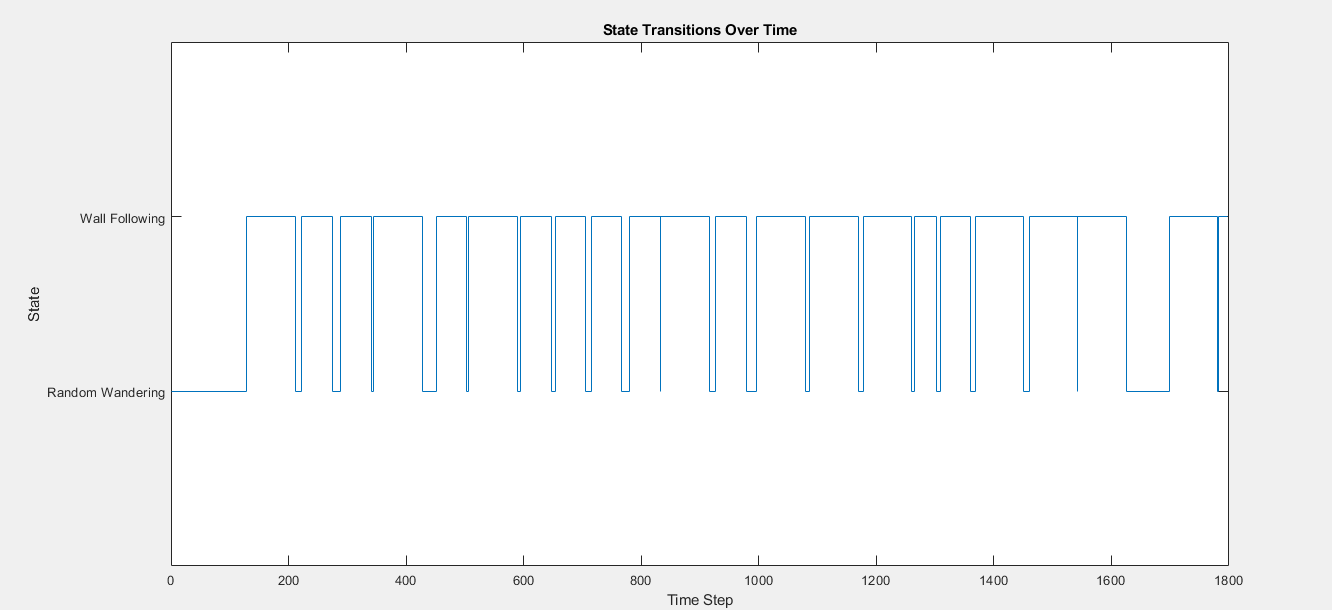 State Transitions Over Time
Wall Following
State
Random Wandering
0 200 400 600 800 1000 1200 1400 1600 1800
Time Step